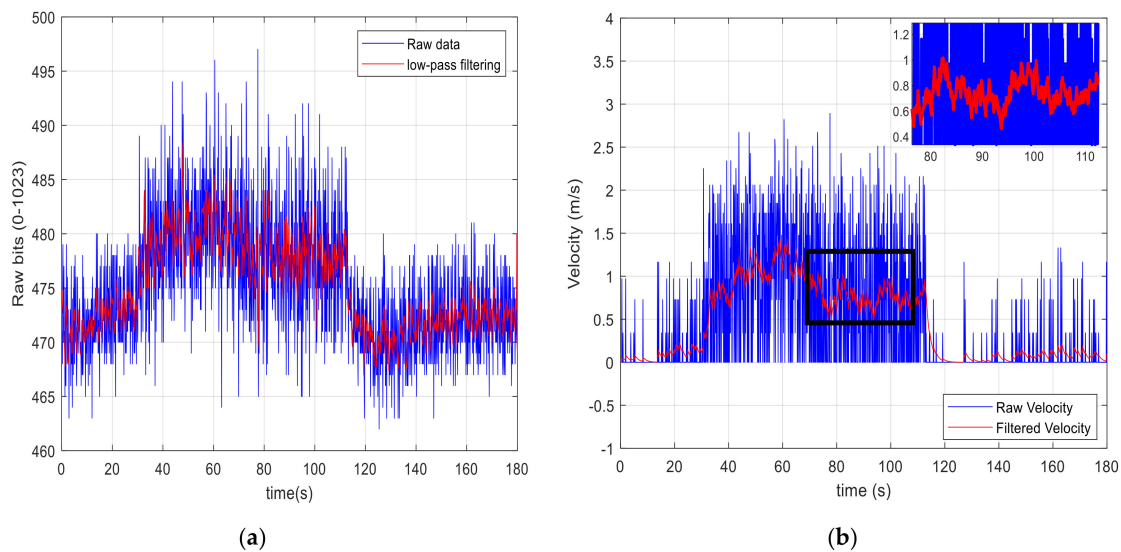 500
495
490
485
480
475
470
465
460
Raw bits (0-1023)
Raw data
low-pass filtering
0 20 40 60 80 100 120 140 160 180
time(s)
(a)
4
3.5
3
2.5
2
1.5
1
0.5
0
-0.5
-1
Velocity (m/s)
1.2
1
0.8
0.6
0.4
80 90 100 110
Raw Velocity
Filtered Velocity
0 20 40 60 80 100 120 140 160 180
time (s)
(b)